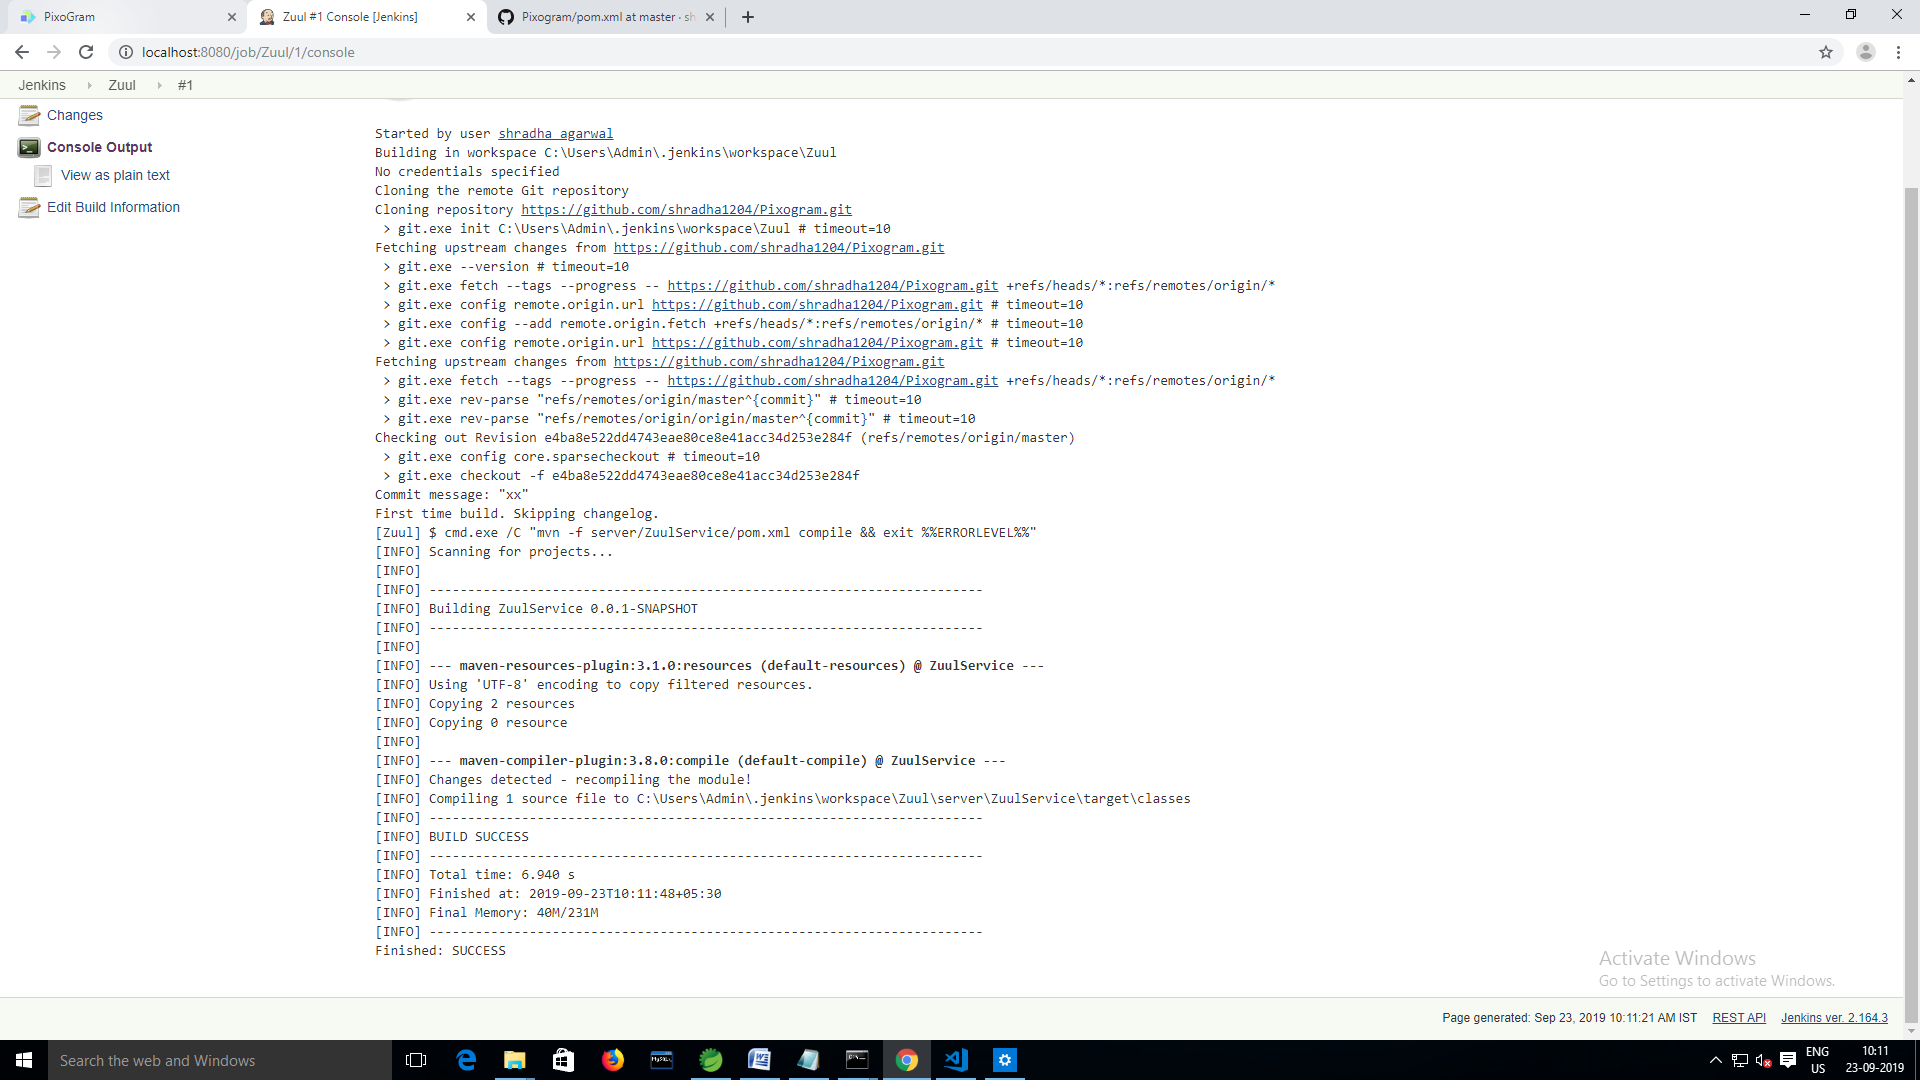 PixoGram
Zuul #1 Console [Jenkins]
Pixogram/pom.xml at master · sh
localhost:8080/job/Zuul/1/console
Jenkins
Zuul
#1
Changes
Console Output
View as plain text
Edit Build Information
Started by user shradha agarwal
Building in workspace C:\Users\Admin\.jenkins\workspace\Zuul
No credentials specified
Cloning the remote Git repository
Cloning repository https://github.com/shradha1204/Pixogram.git
> git.exe init C:\Users\Admin\.jenkins\workspace\Zuul # timeout=10
Fetching upstream changes from https://github.com/shradha1204/Pixogram.git
> git.exe --version # timeout=10
> git.exe fetch --tags --progress -- https://github.com/shradha1204/Pixogram.git +refs/heads/*:refs/remotes/origin/*
> git.exe config remote.origin.url https://github.com/shradha1204/Pixogram.git # timeout=10
> git.exe config --add remote.origin.fetch +refs/heads/*:refs/remotes/origin/* # timeout=10
> git.exe config remote.origin.url https://github.com/shradha1204/Pixogram.git # timeout=10
Fetching upstream changes from https://github.com/shradha1204/Pixogram.git
> git.exe fetch --tags --progress -- https://github.com/shradha1204/Pixogram.git +refs/heads/*:refs/remotes/origin/*
> git.exe rev-parse "refs/remotes/origin/master^{commit}" # timeout=10
> git.exe rev-parse "refs/remotes/origin/origin/master^{commit}" # timeout=10
Checking out Revision e4ba8e522dd4743eae80ce8e41acc34d253e284f (refs/remotes/origin/master)
> git.exe config core.sparsecheckout # timeout=10
> git.exe checkout -f e4ba8e522dd4743eae80ce8e41acc34d253e284f
Commit message: "xx"
First time build. Skipping changelog.
[Zuul] $ cmd.exe /C "mvn -f server/ZuulService/pom.xml compile && exit %%ERRORLEVEL%%"
[INFO] Scanning for projects...
[INFO]
[INFO] ------------------------------------------------------------------------
[INFO] Building ZuulService 0.0.1-SNAPSHOT
[INFO] ------------------------------------------------------------------------
[INFO]
[INFO] --- maven-resources-plugin:3.1.0:resources (default-resources) @ ZuulService ---
[INFO] Using 'UTF-8' encoding to copy filtered resources.
[INFO] Copying 2 resources
[INFO] Copying 0 resource
[INFO]
[INFO] --- maven-compiler-plugin:3.8.0:compile (default-compile) @ ZuulService ---
[INFO] Changes detected - recompiling the module!
[INFO] Compiling 1 source file to C:\Users\Admin\.jenkins\workspace\Zuul\server\ZuulService\target\classes
[INFO] ------------------------------------------------------------------------
[INFO] BUILD SUCCESS
[INFO] ------------------------------------------------------------------------
[INFO] Total time: 6.940 s
[INFO] Finished at: 2019-09-23T10:11:48+05:30
[INFO] Final Memory: 40M/231M
[INFO] ------------------------------------------------------------------------
Finished: SUCCESS
Activate Windows
Go to Settings to activate Windows.
Page generated: Sep 23, 2019 10:11:21 AM IST
REST API
Jenkins ver. 2.164.3
Search the web and Windows
MySQL
ENG
US
10:11
23-09-2019